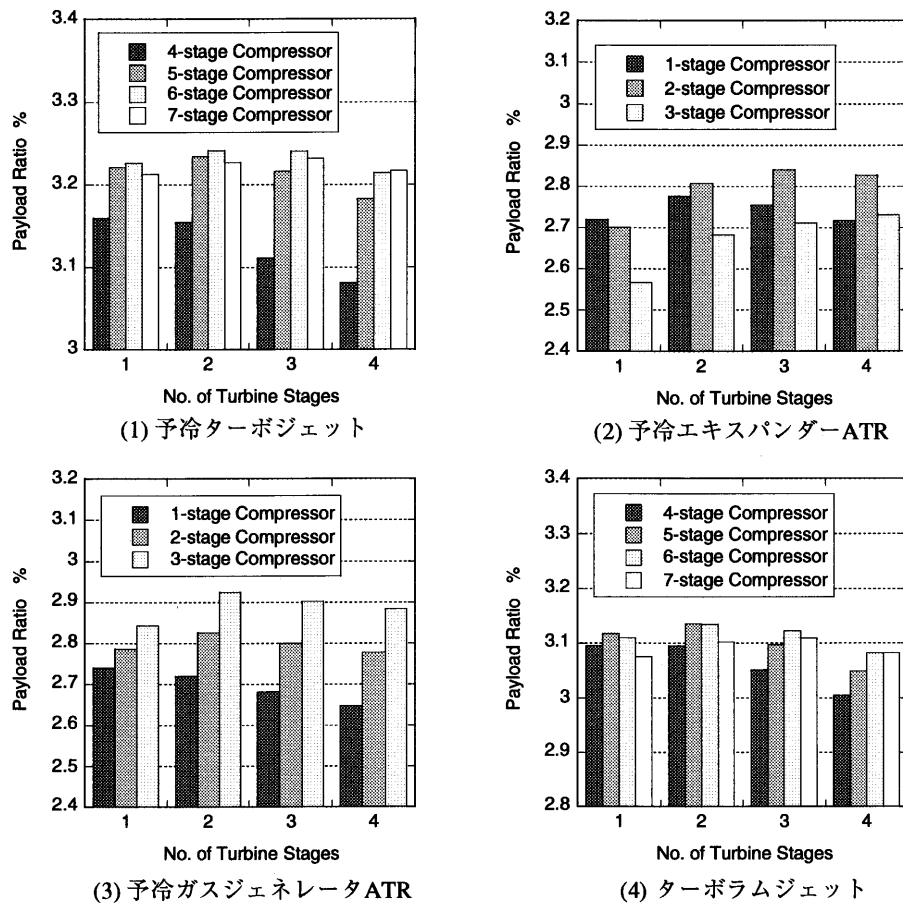 3.4
3.3
3.2
3.1
3
Payload Ratio %
4-stage Compressor
5-stage Compressor
6-stage Compressor
7-stage Compressor
1 2 3 4
No. of Turbine Stages
(1) 予冷ターボジェット
3.2
3.1
3
2.9
2.8
2.7
2.6
2.5
2.4
Payload Ratio %
1-stage Compressor
2-stage Compressor
3-stage Compressor
1 2 3 4
No. of Turbine Stages
(2) 予冷エキスパンダーATR
3.2
3.1
3
2.9
2.8
2.7
2.6
2.5
2.4
Payload Ratio %
1-stage Compressor
2-stage Compressor
3-stage Compressor
1 2 3 4
No. of Turbine Stages
(3) 予冷ガスジェネレータATR
3.4
3.3
3.2
3.1
3
2.9
2.8
Payload Ratio %
4-stage Compressor
5-stage Compressor
6-stage Compressor
7-stage Compressor
1 2 3 4
No. of Turbine Stages
(4) ターボラムジェット